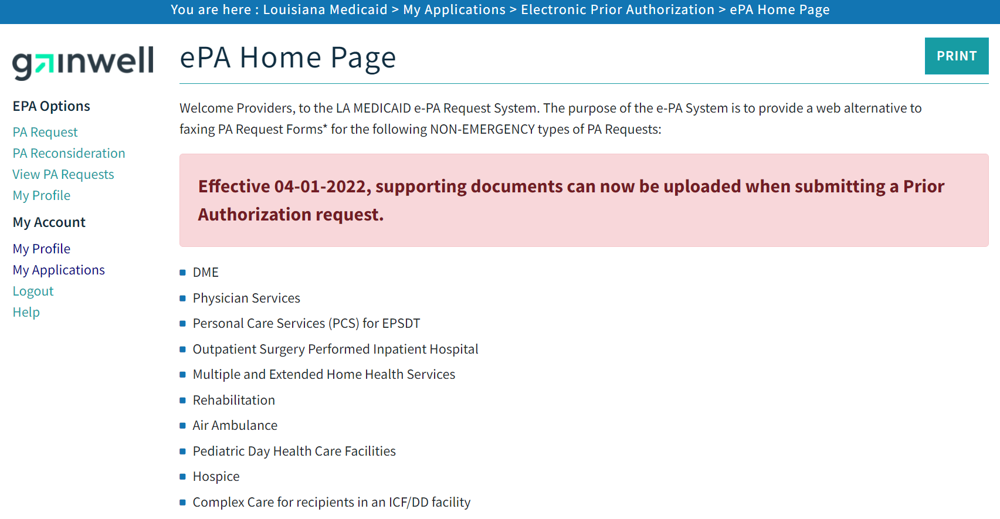 You are here : Louisiana Medicaid > My Applications > Electronic Prior Authorization > ePA Home Page
gainwell
EPA Options
PA Request
PA Reconsideration
View PA Requests
My Profile
My Account
My Profile
My Applications
Logout
Help
ePA Home Page
PRINT
Welcome Providers, to the LA MEDICAID e-PA Request System. The purpose of the e-PA System is to provide a web alternative to
faxing PA Request Forms* for the following NON-EMERGENCY types of PA Requests:
Effective 04-01-2022, supporting documents can now be uploaded when submitting a Prior
Authorization request.
DME
Physician Services
Personal Care Services (PCS) for EPSDT
Outpatient Surgery Performed Inpatient Hospital
Multiple and Extended Home Health Services
Rehabilitation
Air Ambulance
Pediatric Day Health Care Facilities
Hospice
Complex Care for recipients in an ICF/DD facility